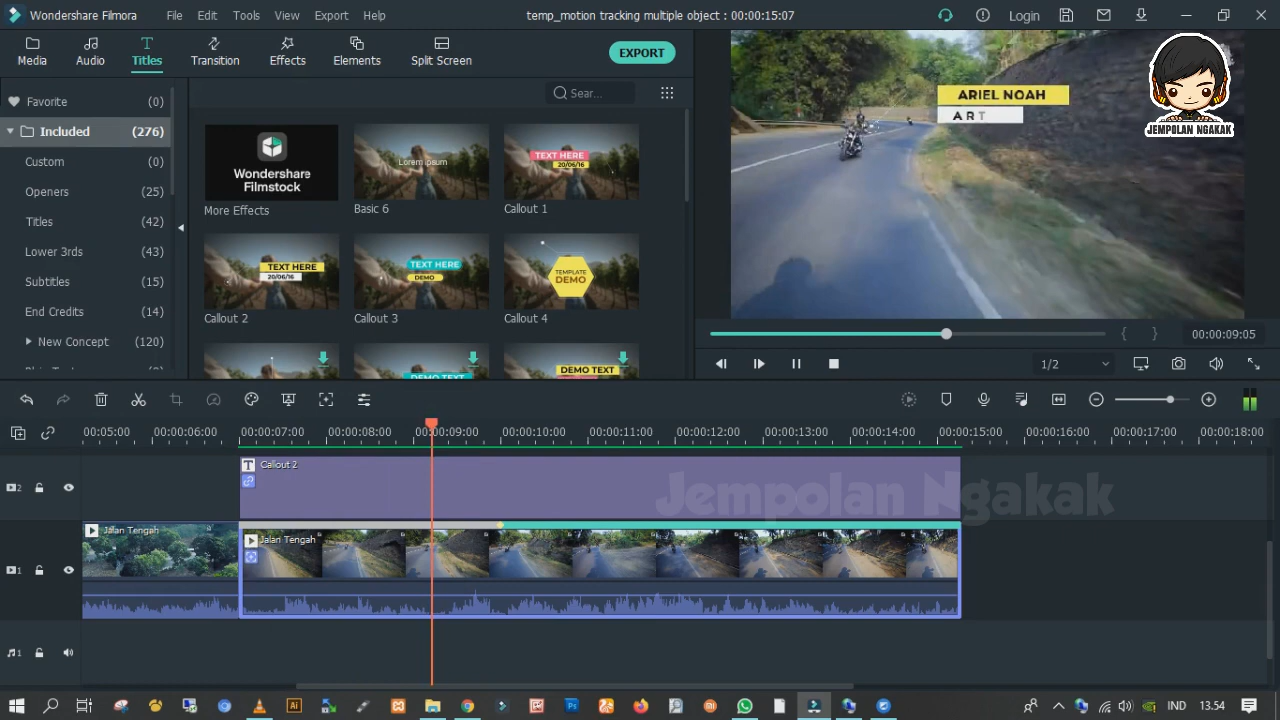 Wondershare Filmora
File Edit Tools View Export Help
temp_motion tracking multiple object : 00:00:15:07
Login
Media Audio Titles Transition Effects Elements Split Screen
EXPORT
Favorite (0)
Included (276)
Custom (0)
Openers (25)
Titles (42)
Lower 3rds (43)
Subtitles (15)
End Credits (14)
New Concept (120)
Sear...
Wondershare
Filmstock
More Effects
Lorem ipsum
Basic 6
TEXT HERE
20/06/16
Callout 1
TEXT HERE
20/06/16
Callout 2
TEXT HERE
DEMO
Callout 3
TEMPLATE
DEMO
Callout 4
DEMO TEXT
DEMO TEXT
ARIEL NOAH
ART
JEMPOLAN NGAKAK
00:00:09:05
1/2
00:00:05:00 00:00:06:00 00:00:07:00 00:00:08:00 00:00:09:00 00:00:10:00 00:00:11:00 00:00:12:00 00:00:13:00 00:00:14:00 00:00:15:00 00:00:16:00 00:00:17:00 00:00:18:00
2
T Callout 2
Jempolan Ngakak
Jalan Tengah
Jalan Tengah
1
1
Ai
Ps
IND 13.54